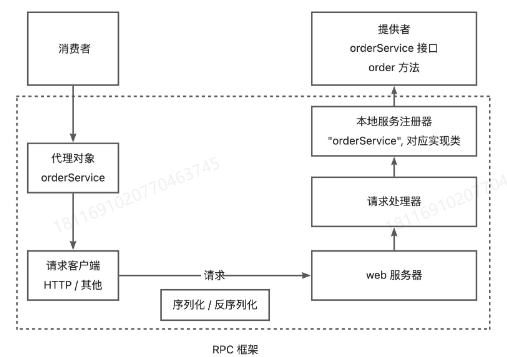 消费者
提供者
orderService 接口
order 方法
本地服务注册器
"orderService", 对应实现类
代理对象
orderService
请求处理器
请求客户端
HTTP / 其他
请求
web 服务器
序列化 / 反序列化
RPC 框架
1811691020770463745